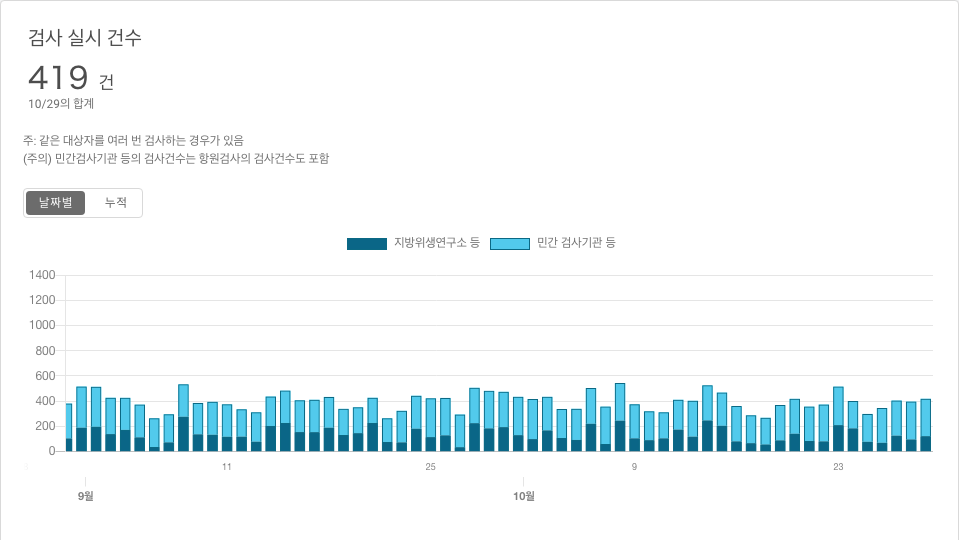 검사 실시 건수
419 건
10/29의 합계
주: 같은 대상자를 여러 번 검사하는 경우가 있음
(주의) 민간검사기관 등의 검사건수는 항원검사의 검사건수도 포함
날짜별 누적
지방위생연구소 등 민간 검사기관 등
1400
1200
1000
800
600
400
200
0
11 25 9 23
9월 10월